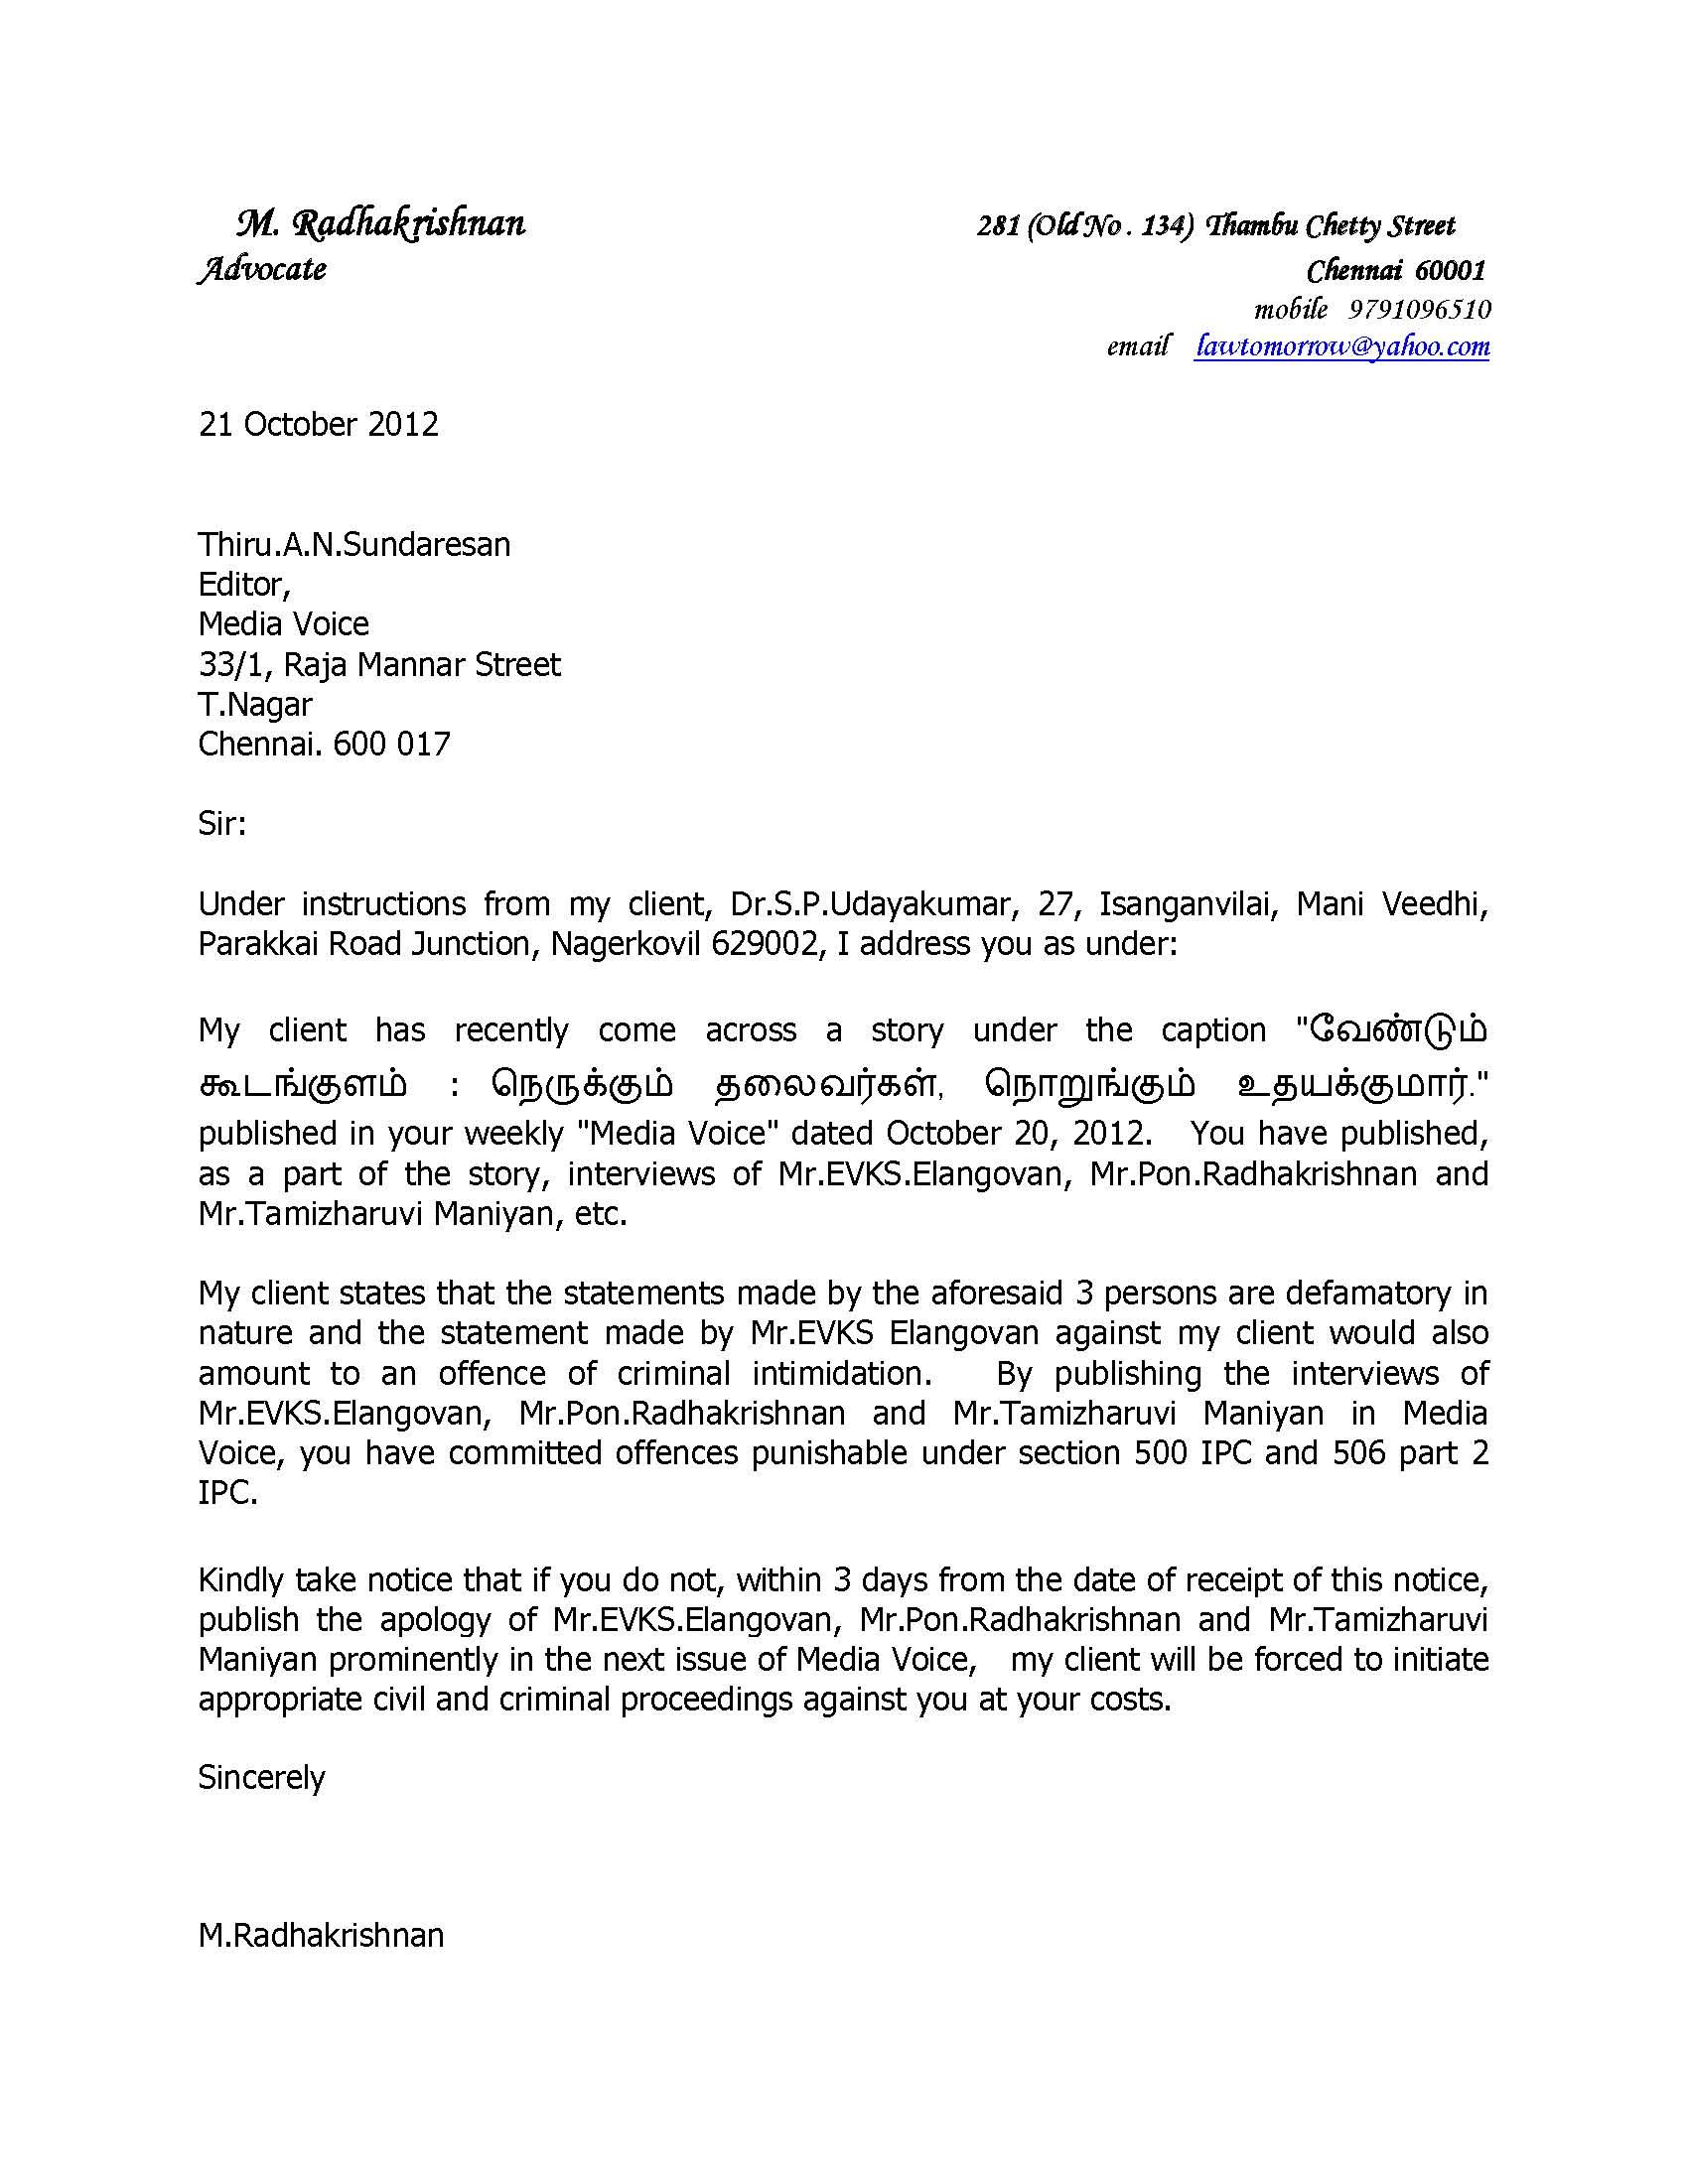 M. Radhakrishnan 281 (Old No . 134) Thambu Chetty Street
Advocate Chennai 60001
mobile 9791096510
email lawtomorrow@yahoo.com
21 October 2012
Thiru.A.N.Sundaresan
Editor,
Media Voice
33/1, Raja Mannar Street
T.Nagar
Chennai. 600 017
Sir:
Under instructions from my client, Dr.S.P.Udayakumar, 27, Isanganvilai, Mani Veedhi,
Parakkai Road Junction, Nagerkovil 629002, I address you as under:
My client has recently come across a story under the caption "வேண்டும்
கூடங்குளம் : நெருக்கும் தலைவர்கள், நொறுங்கும் உதயக்குமார்."
published in your weekly "Media Voice" dated October 20, 2012. You have published,
as a part of the story, interviews of Mr.EVKS.Elangovan, Mr.Pon.Radhakrishnan and
Mr.Tamizharuvi Maniyan, etc.
My client states that the statements made by the aforesaid 3 persons are defamatory in
nature and the statement made by Mr.EVKS Elangovan against my client would also
amount to an offence of criminal intimidation. By publishing the interviews of
Mr.EVKS.Elangovan, Mr.Pon.Radhakrishnan and Mr.Tamizharuvi Maniyan in Media
Voice, you have committed offences punishable under section 500 IPC and 506 part 2
IPC.
Kindly take notice that if you do not, within 3 days from the date of receipt of this notice,
publish the apology of Mr.EVKS.Elangovan, Mr.Pon.Radhakrishnan and Mr.Tamizharuvi
Maniyan prominently in the next issue of Media Voice, my client will be forced to initiate
appropriate civil and criminal proceedings against you at your costs.
Sincerely
M.Radhakrishnan